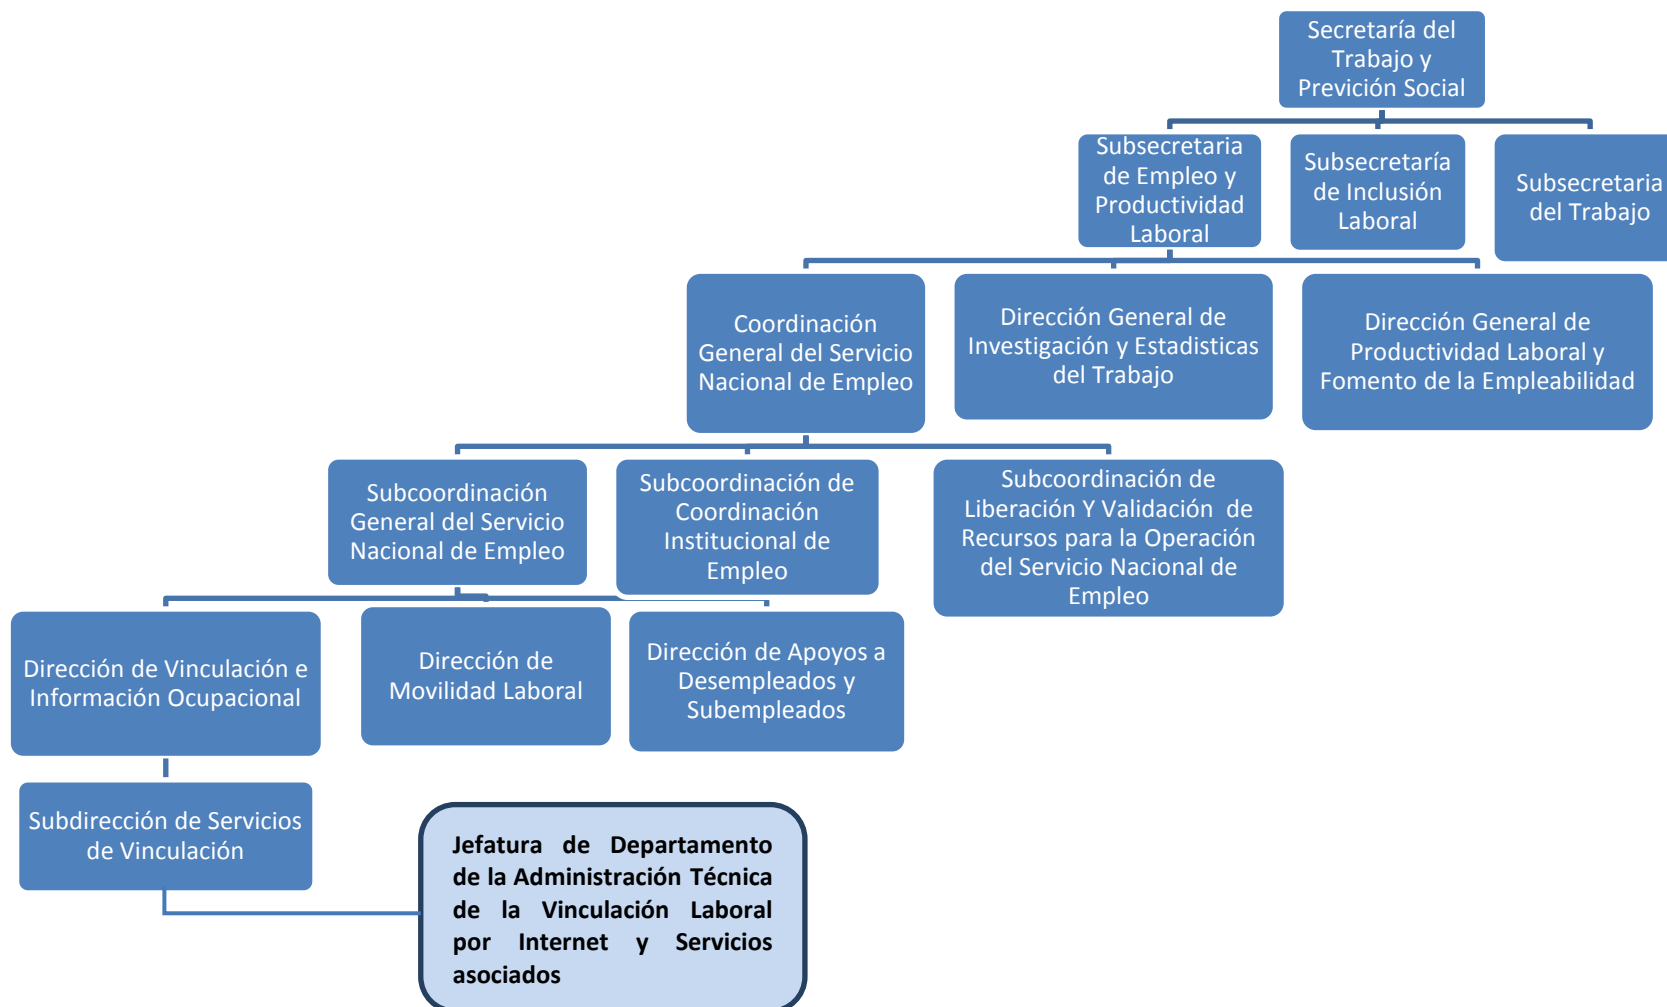 Secretaría del
Trabajo y
Previción Social
Subsecretaria
de Empleo y
Productividad
Laboral
Subsecretaría
de Inclusión
Laboral
Subsecretaria
del Trabajo
Coordinación
General del Servicio
Nacional de Empleo
Dirección General de
Investigación y Estadisticas
del Trabajo
Dirección General de
Productividad Laboral y
Fomento de la Empleabilidad
Subcoordinación
General del Servicio
Nacional de Empleo
Subcoordinación de
Coordinación
Institucional de
Empleo
Subcoordinación de
Liberación Y Validación de
Recursos para la Operación
del Servicio Nacional de
Empleo
Dirección de Vinculación e
Información Ocupacional
Dirección de
Movilidad Laboral
Dirección de Apoyos a
Desempleados y
Subempleados
Subdirección de Servicios
de Vinculación
Jefatura de Departamento
de la Administración Técnica
de la Vinculación Laboral
por Internet y Servicios
asociados